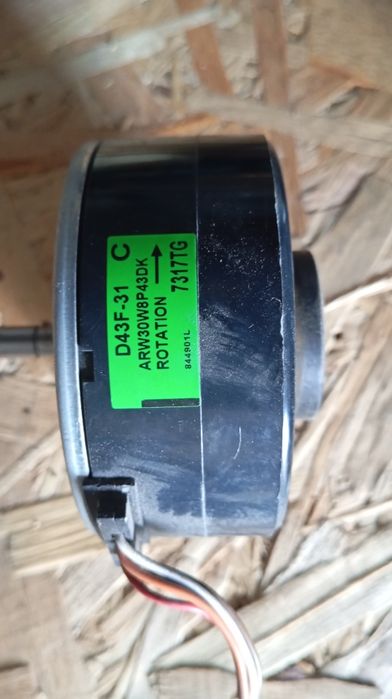 D43F-31 C
ARW30W8P43DK
ROTATION →
7317TG
844901L